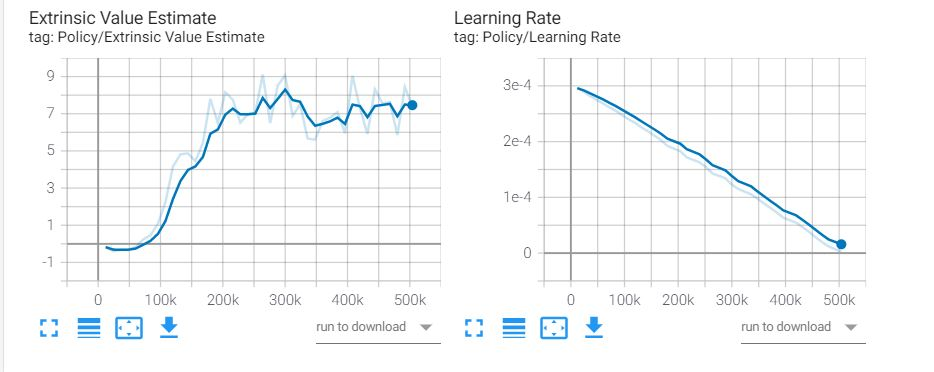 Extrinsic Value Estimate
tag: Policy/Extrinsic Value Estimate
9
7
5
3
1
-1
0 100k 200k 300k 400k 500k
run to download
Learning Rate
tag: Policy/Learning Rate
3e-4
2e-4
1e-4
0
0 100k 200k 300k 400k 500k
run to download